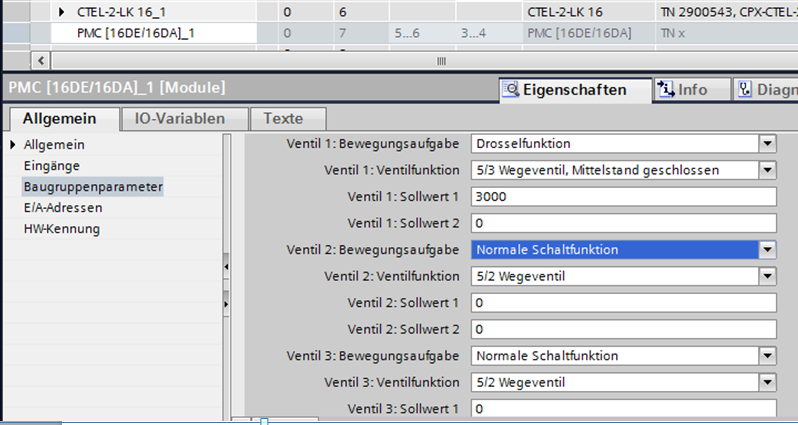 CTEL-2-LK 16_1 0 6 CTEL-2-LK 16 TN 2900543, CPX-CTEL-2
PMC [16DE/16DA]_1 0 7 5...6 3...4 PMC [16DE/16DA] TN x
PMC [16DE/16DA]_1 [Module]
Eigenschaften Info Diagn
Allgemein IO-Variablen Texte
Allgemein
Eingänge
Baugruppenparameter
E/A-Adressen
HW-Kennung
Ventil 1: Bewegungsaufgabe Drosselfunktion
Ventil 1: Ventilfunktion 5/3 Wegeventil, Mittelstand geschlossen
Ventil 1: Sollwert 1 3000
Ventil 1: Sollwert 2 0
Ventil 2: Bewegungsaufgabe Normale Schaltfunktion
Ventil 2: Ventilfunktion 5/2 Wegeventil
Ventil 2: Sollwert 1 0
Ventil 2: Sollwert 2 0
Ventil 3: Bewegungsaufgabe Normale Schaltfunktion
Ventil 3: Ventilfunktion 5/2 Wegeventil
Ventil 3: Sollwert 1 0